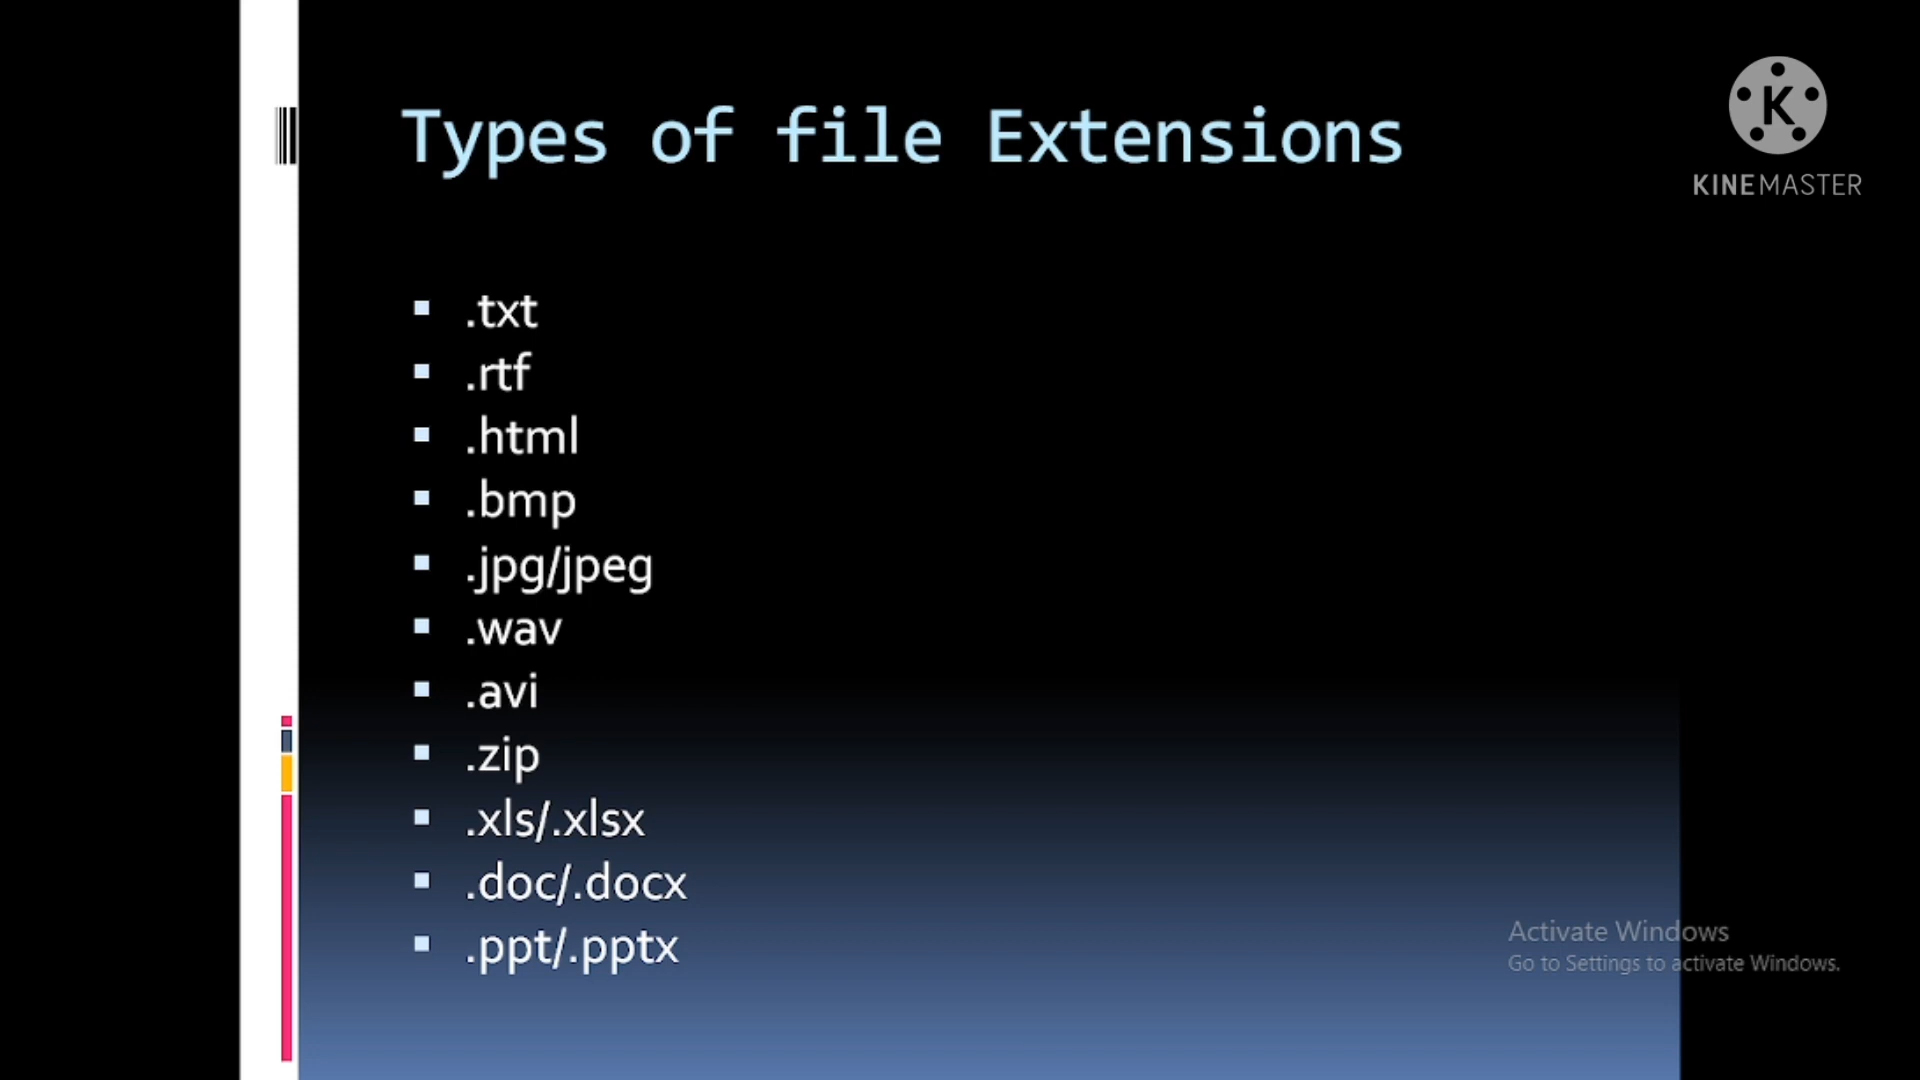 Types of file Extensions
K
KINEMASTER
.txt
.rtf
.html
.bmp
.jpg/jpeg
.wav
.avi
.zip
.xls/.xlsx
.doc/.docx
.ppt/.pptx
Activate Windows
Go to Settings to activate Windows.